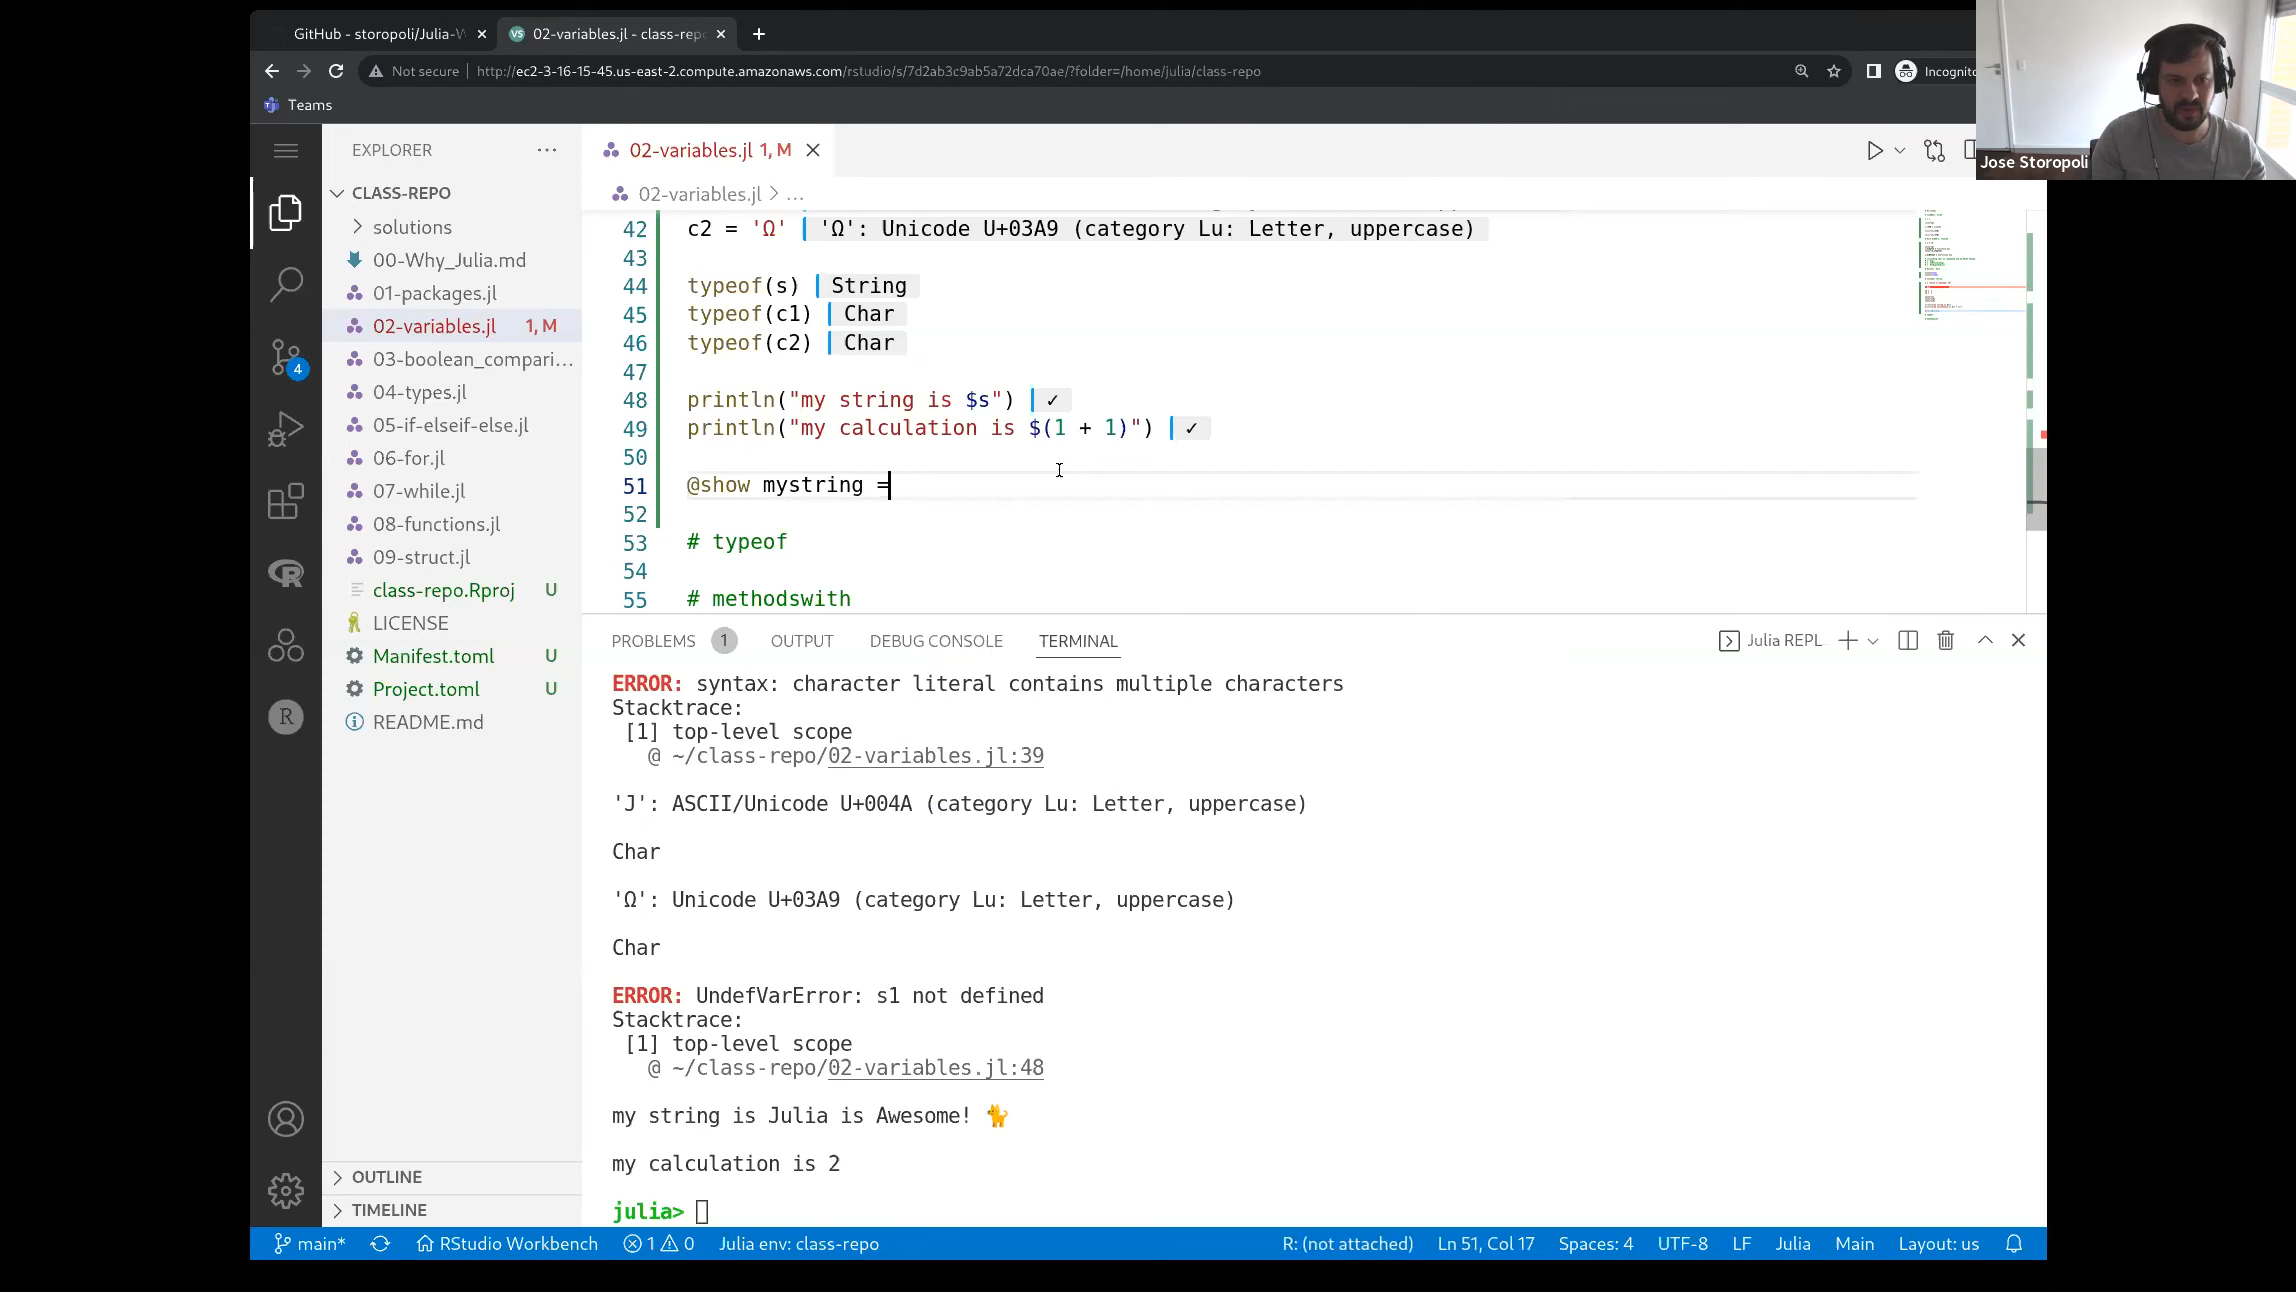 GitHub - storopoli/Julia-W
02-variables.jl - class-repo
Not secure
http://ec2-3-16-15-45.us-east-2.compute.amazonaws.com/rstudio/s/7d2ab3c9ab5a72dca70ae/?folder=/home/julia/class-repo
Incognito
Teams
Jose Storopoli
EXPLORER
CLASS-REPO
solutions
00-Why_Julia.md
01-packages.jl
02-variables.jl 1, M
03-boolean_compari...
04-types.jl
05-if-elseif-else.jl
06-for.jl
07-while.jl
08-functions.jl
09-struct.jl
class-repo.Rproj U
LICENSE
Manifest.toml U
Project.toml U
README.md
OUTLINE
TIMELINE
4
02-variables.jl 1, M
02-variables.jl > ...
42 c2 = 'Ω' 'Ω': Unicode U+03A9 (category Lu: Letter, uppercase)
43
44 typeof(s) String
45 typeof(c1) Char
46 typeof(c2) Char
47
48 println("my string is $s") ✓
49 println("my calculation is $(1 + 1)") ✓
50
51 @show mystring =
52
53 # typeof
54
55 # methodswith
PROBLEMS 1 OUTPUT DEBUG CONSOLE TERMINAL
Julia REPL
ERROR: syntax: character literal contains multiple characters
Stacktrace:
[1] top-level scope
@ ~/class-repo/02-variables.jl:39
'J': ASCII/Unicode U+004A (category Lu: Letter, uppercase)
Char
'Ω': Unicode U+03A9 (category Lu: Letter, uppercase)
Char
ERROR: UndefVarError: s1 not defined
Stacktrace:
[1] top-level scope
@ ~/class-repo/02-variables.jl:48
my string is Julia is Awesome! 🐈
my calculation is 2
julia>
main* RStudio Workbench 1 0 Julia env: class-repo
R: (not attached) Ln 51, Col 17 Spaces: 4 UTF-8 LF Julia Main Layout: us